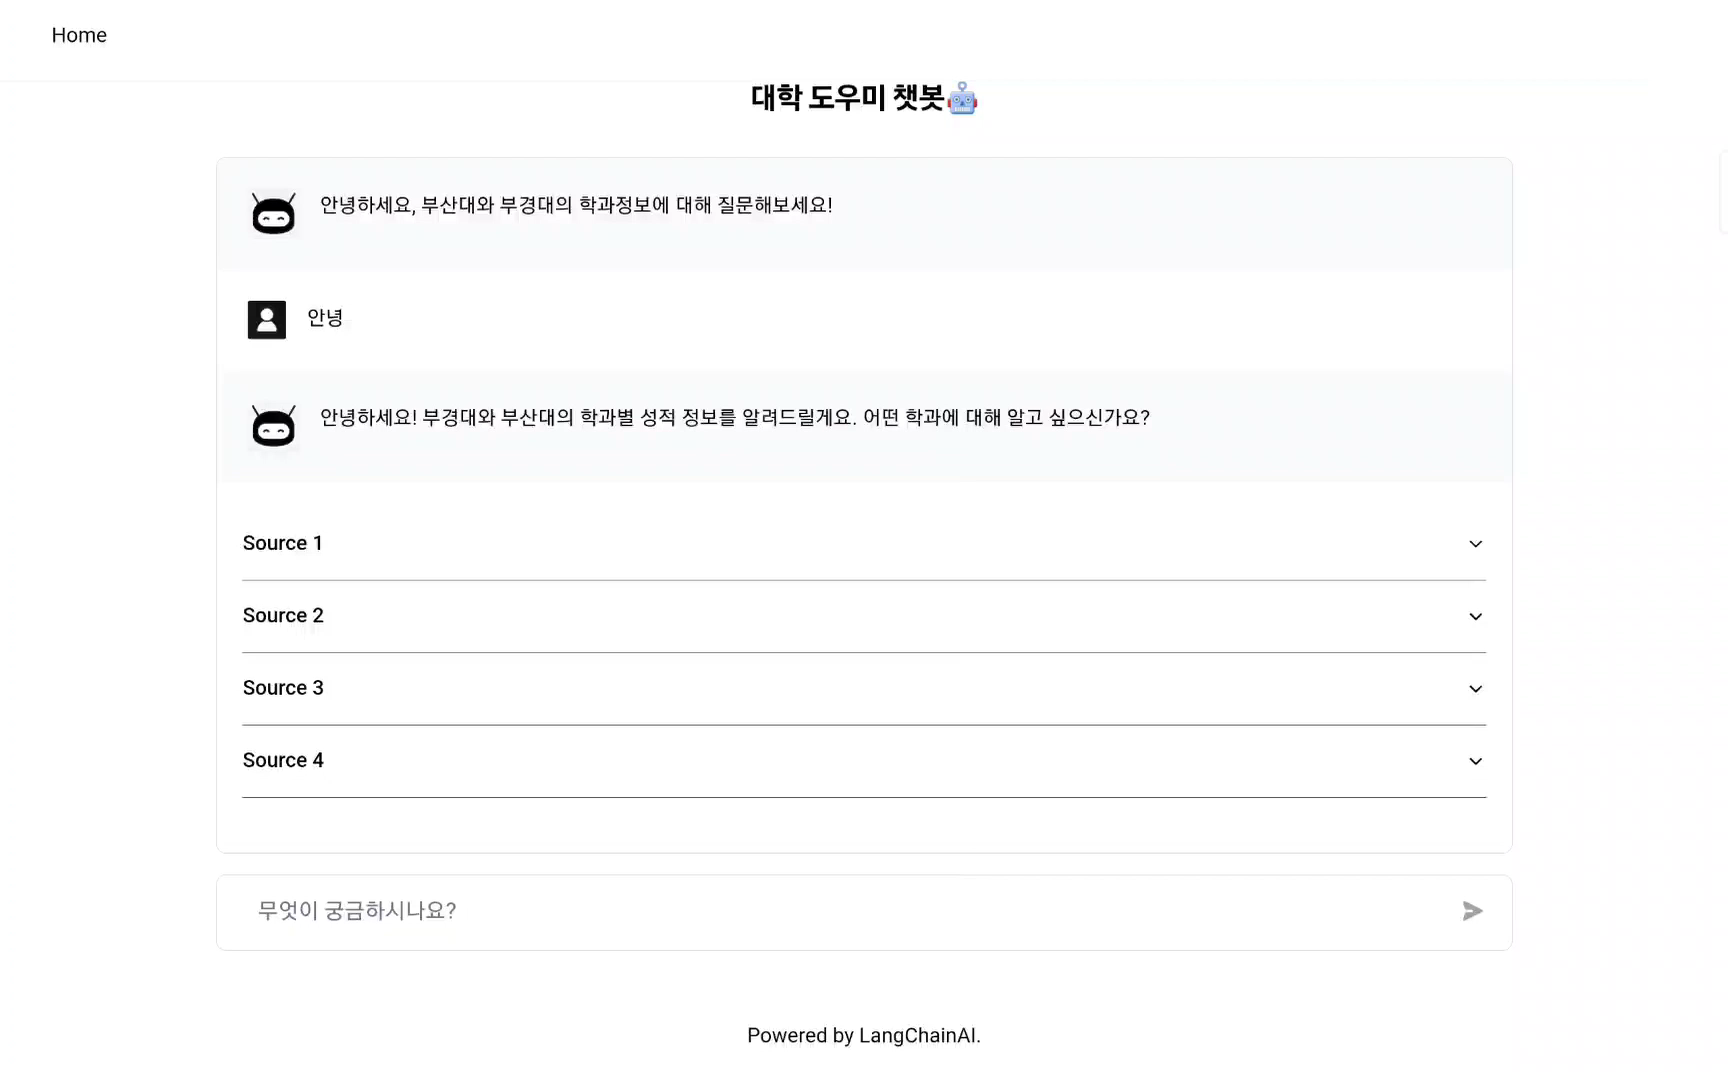 Home
대학 도우미 챗봇🤖
안녕하세요, 부산대와 부경대의 학과정보에 대해 질문해보세요!
안녕
안녕하세요! 부경대와 부산대의 학과별 성적 정보를 알려드릴게요. 어떤 학과에 대해 알고 싶으신가요?
Source 1
Source 2
Source 3
Source 4
무엇이 궁금하시나요?
Powered by LangChainAI.